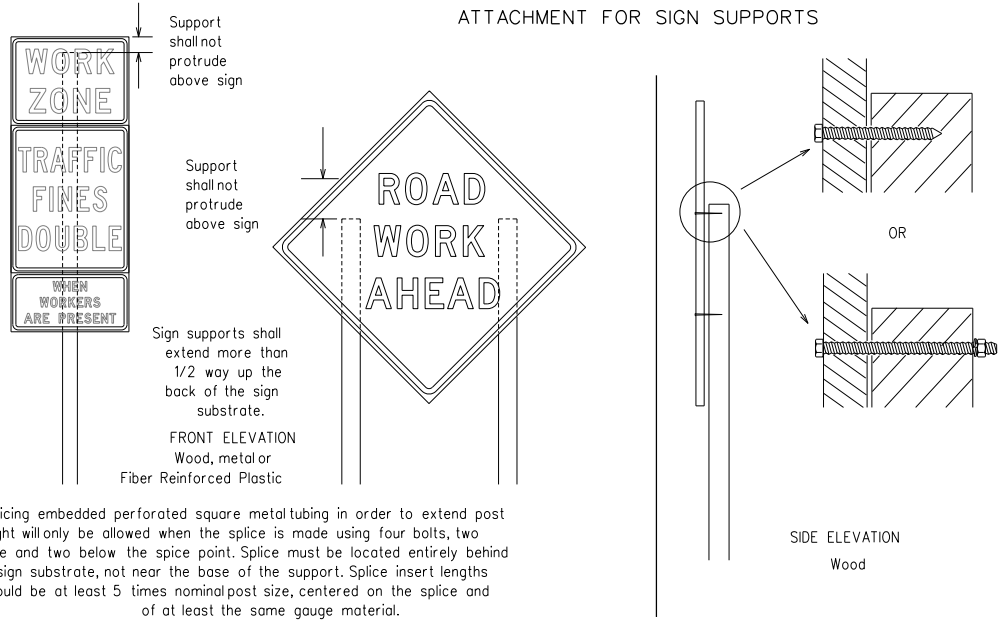 ATTACHMENT FOR SIGN SUPPORTS
Support
shall not
protrude
above sign
WORK
ZONE
TRAFFIC
FINES
DOUBLE
WHEN
WORKERS
ARE PRESENT
Support
shall not
protrude
above sign
ROAD
WORK
AHEAD
Sign supports shall
extend more than
1/2 way up the
back of the sign
substrate.
FRONT ELEVATION
Wood, metal or
Fiber Reinforced Plastic
OR
SIDE ELEVATION
Wood
embedded perforated square metal tubing in order to extend post
will only be allowed when the splice is made using four bolts, two
and two below the spice point. Splice must be located entirely behind
sign substrate, not near the base of the support. Splice insert lengths
be at least 5 times nominal post size, centered on the splice and
of at least the same gauge material.